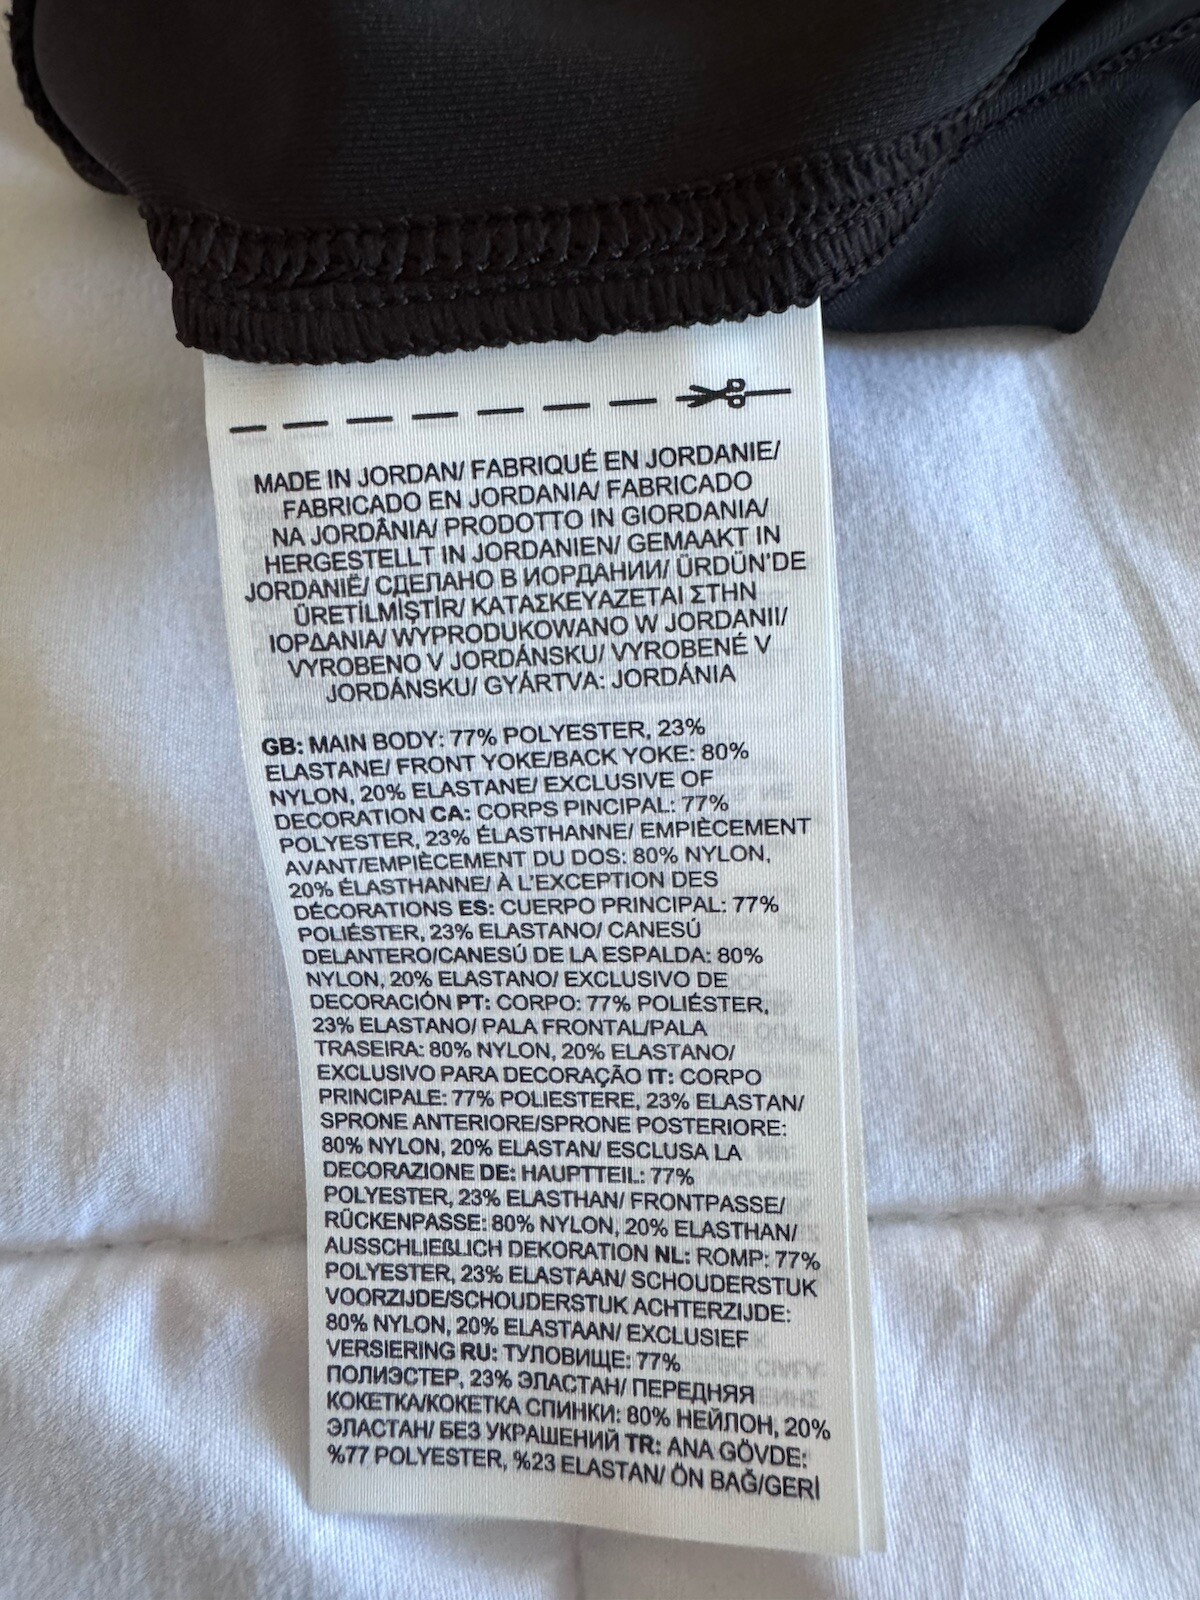 MADE IN JORDAN/ FABRIQUÉ EN JORDANIE/
FABRICADO EN JORDANIA/ FABRICADO
NA JORDÂNIA/ PRODOTTO IN GIORDANIA/
HERGESTELLT IN JORDANIEN/ GEMAAKT IN
JORDANIË/ СДЕЛАНО В ИОРДАНИИ/ ÜRDÜN'DE
ÜRETİLMİŞTİR/ ΚΑΤΑΣΚΕΥΑΖΕΤΑΙ ΣΤΗΝ
ΙΟΡΔΑΝΙΑ/ WYPRODUKOWANO W JORDANII/
VYROBENO V JORDÁNSKU/ VYROBENÉ V
JORDÁNSKU/ GYÁRTVA: JORDÁNIA
GB: MAIN BODY: 77% POLYESTER, 23%
ELASTANE/ FRONT YOKE/BACK YOKE: 80%
NYLON, 20% ELASTANE/ EXCLUSIVE OF
DECORATION CA: CORPS PINCIPAL: 77%
POLYESTER, 23% ÉLASTHANNE/ EMPIÈCEMENT
AVANT/EMPIÈCEMENT DU DOS: 80% NYLON,
20% ÉLASTHANNE/ À L'EXCEPTION DES
DÉCORATIONS ES: CUERPO PRINCIPAL: 77%
POLIÉSTER, 23% ELASTANO/ CANESÚ
DELANTERO/CANESÚ DE LA ESPALDA: 80%
NYLON, 20% ELASTANO/ EXCLUSIVO DE
DECORACIÓN PT: CORPO: 77% POLIÉSTER,
23% ELASTANO/ PALA FRONTAL/PALA
TRASEIRA: 80% NYLON, 20% ELASTANO/
EXCLUSIVO PARA DECORAÇÃO IT: CORPO
PRINCIPALE: 77% POLIESTERE, 23% ELASTAN/
SPRONE ANTERIORE/SPRONE POSTERIORE:
80% NYLON, 20% ELASTAN/ ESCLUSA LA
DECORAZIONE DE: HAUPTTEIL: 77%
POLYESTER, 23% ELASTHAN/ FRONTPASSE/
RÜCKENPASSE: 80% NYLON, 20% ELASTHAN/
AUSSCHLIEßLICH DEKORATION NL: ROMP: 77%
POLYESTER, 23% ELASTAAN/ SCHOUDERSTUK
VOORZIJDE/SCHOUDERSTUK ACHTERZIJDE:
80% NYLON, 20% ELASTAAN/ EXCLUSIEF
VERSIERING RU: ТУЛОВИЩЕ: 77%
ПОЛИЭСТЕР, 23% ЭЛАСТАН/ ПЕРЕДНЯЯ
КОКЕТКА/КОКЕТКА СПИНКИ: 80% НЕЙЛОН, 20%
ЭЛАСТАН/ БЕЗ УКРАШЕНИЙ TR: ANA GÖVDE:
%77 POLYESTER, %23 ELASTAN/ ÖN BAĞ/GERİ